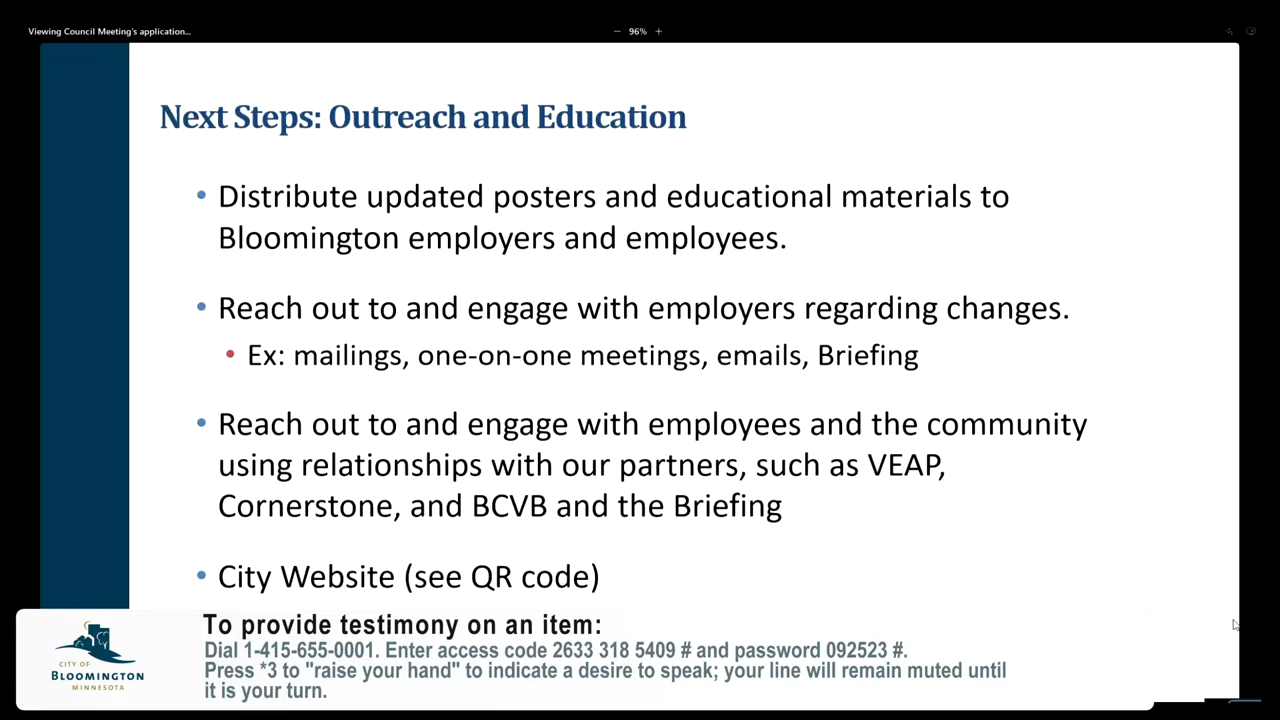 Viewing Council Meeting's application...
− 96% +
Next Steps: Outreach and Education
• Distribute updated posters and educational materials to
Bloomington employers and employees.
• Reach out to and engage with employers regarding changes.
• Ex: mailings, one-on-one meetings, emails, Briefing
• Reach out to and engage with employees and the community
using relationships with our partners, such as VEAP,
Cornerstone, and BCVB and the Briefing
• City Website (see QR code)
To provide testimony on an item:
Dial 1-415-655-0001. Enter access code 2633 318 5409 # and password 092523 #.
Press *3 to "raise your hand" to indicate a desire to speak; your line will remain muted until
it is your turn.
CITY OF
BLOOMINGTON
MINNESOTA